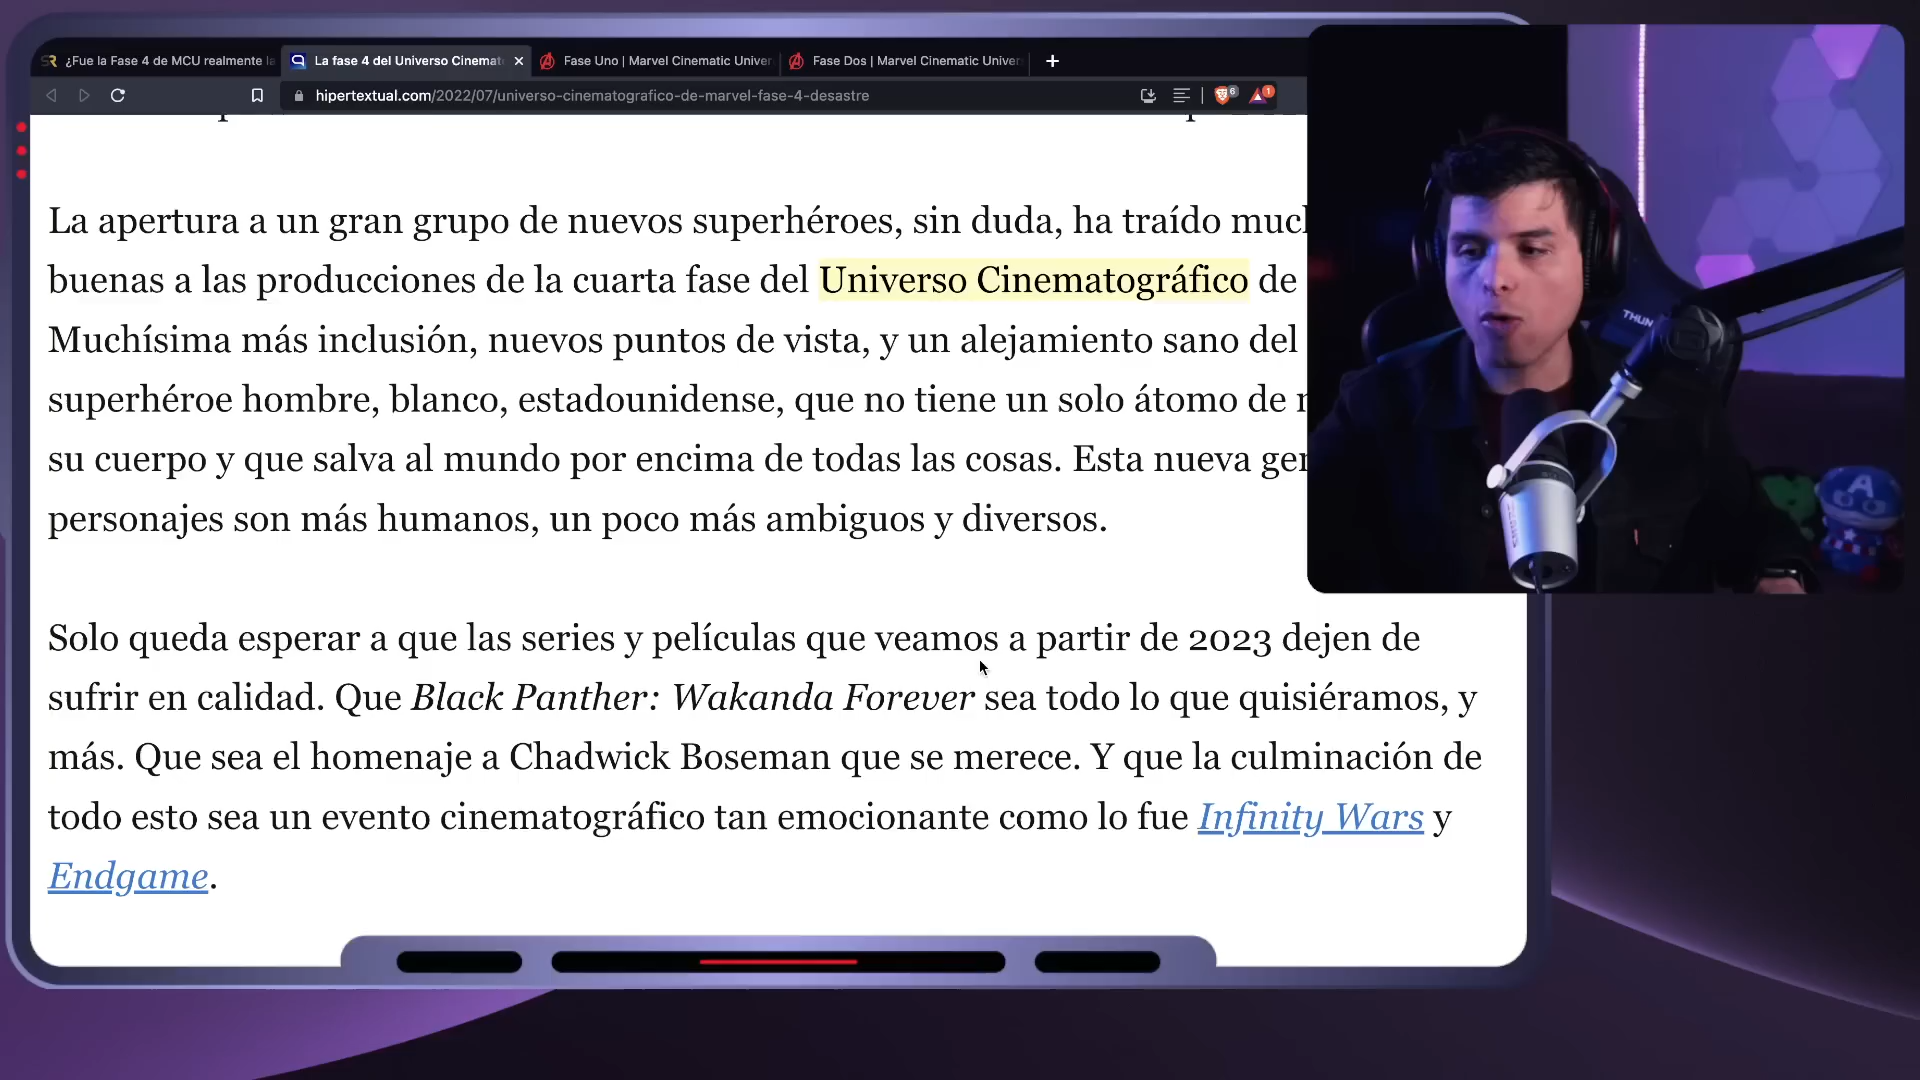 ¿Fue la Fase 4 de MCU realmente la
La fase 4 del Universo Cinemat
Fase Uno | Marvel Cinematic Univer
Fase Dos | Marvel Cinematic Univer
hipertextual.com/2022/07/universo-cinematografico-de-marvel-fase-4-desastre
6
1
La apertura a un gran grupo de nuevos superhéroes, sin duda, ha traído
buenas a las producciones de la cuarta fase del Universo Cinematográfico de
Muchísima más inclusión, nuevos puntos de vista, y un alejamiento sano del
superhéroe hombre, blanco, estadounidense, que no tiene un solo átomo de
su cuerpo y que salva al mundo por encima de todas las cosas. Esta nueva
personajes son más humanos, un poco más ambiguos y diversos.
Solo queda esperar a que las series y películas que veamos a partir de 2023 dejen de
sufrir en calidad. Que Black Panther: Wakanda Forever sea todo lo que quisiéramos, y
más. Que sea el homenaje a Chadwick Boseman que se merece. Y que la culminación de
todo esto sea un evento cinematográfico tan emocionante como lo fue Infinity Wars y
Endgame.
THUN
A